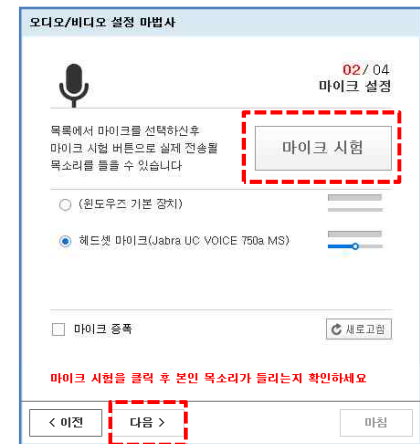 오디오/비디오 설정 마법사
02/ 04
마이크 설정
목록에서 마이크를 선택하신후
마이크 시험 버튼으로 실제 전송될
목소리를 들을 수 있습니다
마이크 시험
(윈도우즈 기본 장치)
헤드셋 마이크(Jabra UC VOICE 750a MS)
마이크 증폭
새로고침
마이크 시험을 클릭 후 본인 목소리가 들리는지 확인하세요
< 이전
다음 >
마침